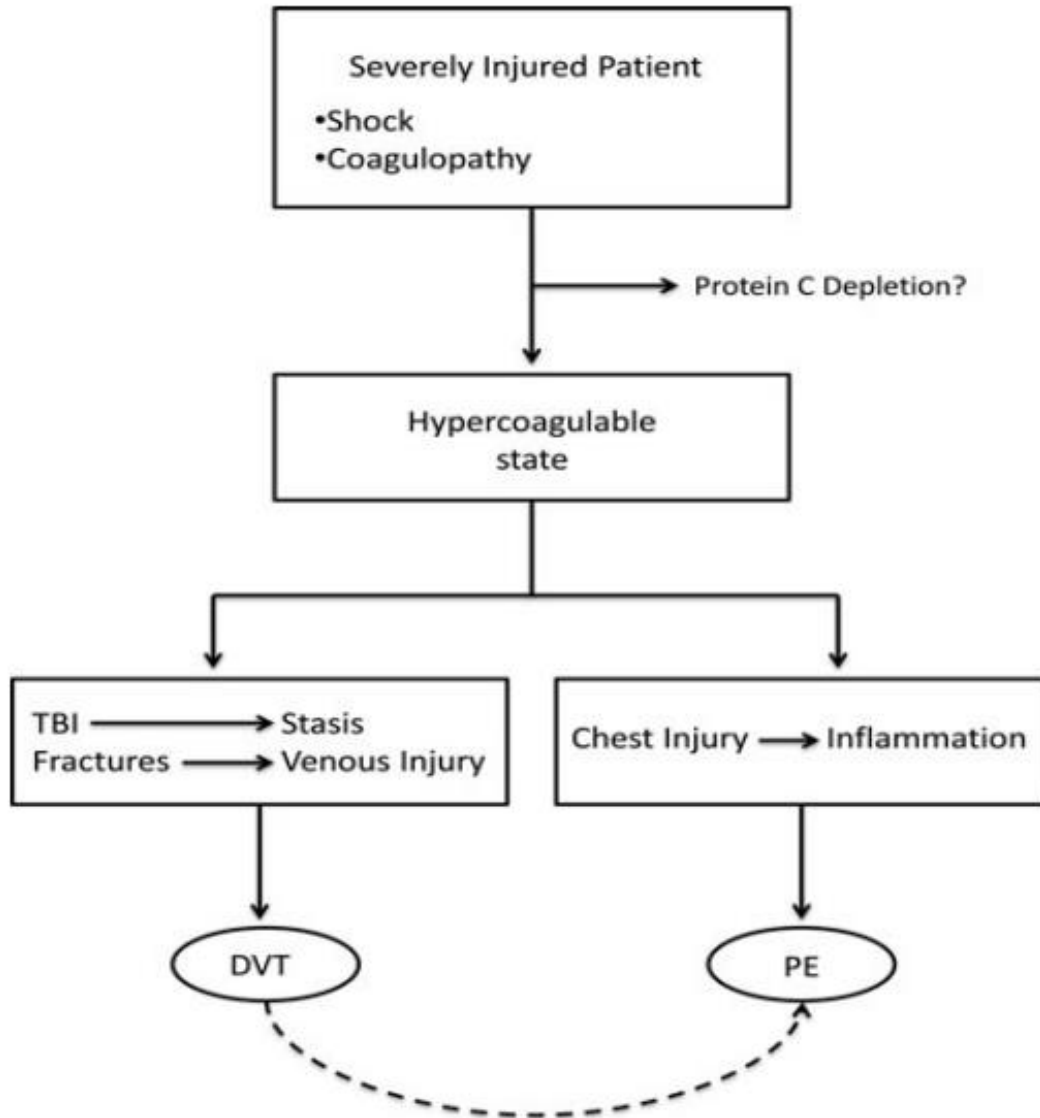 Severely Injured Patient
•Shock
•Coagulopathy
Protein C Depletion?
Hypercoagulable
state
TBI Stasis
Fractures Venous Injury
Chest Injury Inflammation
DVT
PE